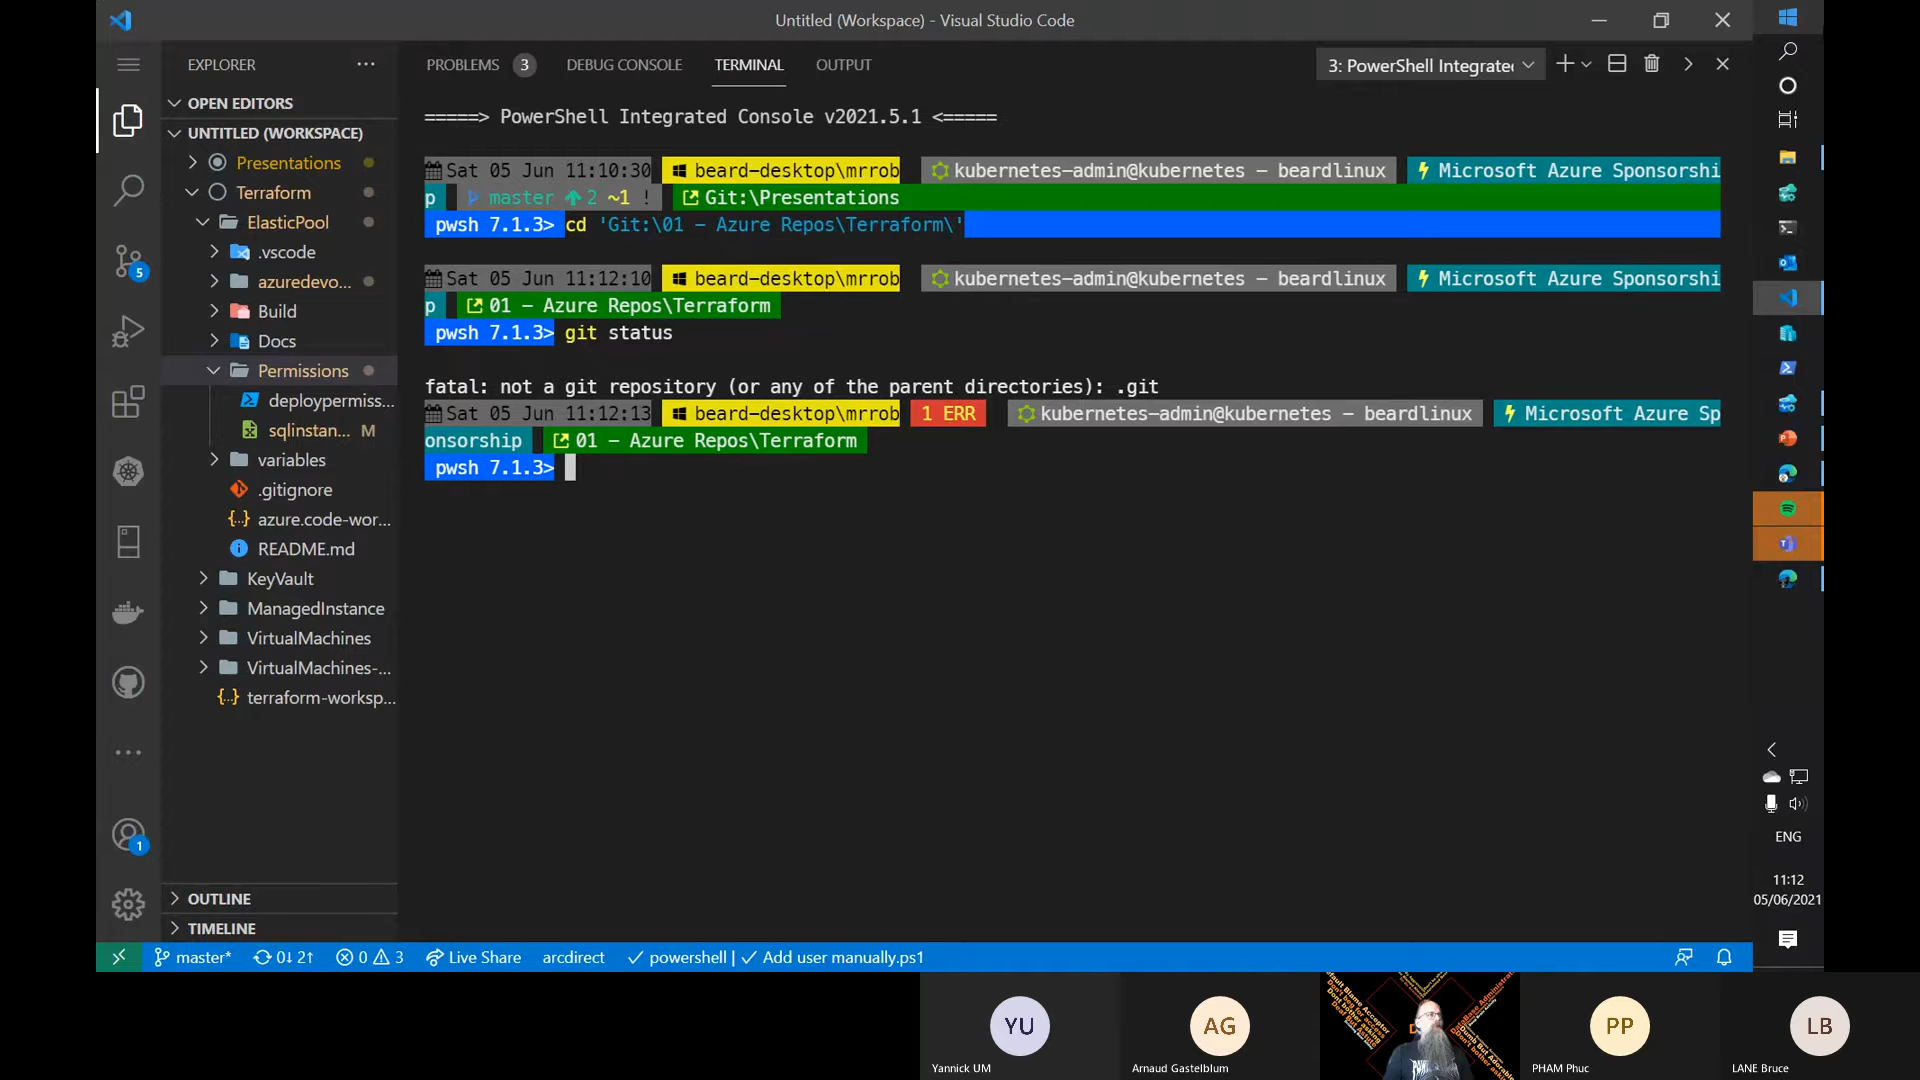 Untitled (Workspace) - Visual Studio Code
EXPLORER
OPEN EDITORS
UNTITLED (WORKSPACE)
Presentations
Terraform
ElasticPool
.vscode
azuredevo...
Build
Docs
Permissions
deploypermiss...
sqlinstan... M
variables
.gitignore
azure.code-wor...
README.md
KeyVault
ManagedInstance
VirtualMachines
VirtualMachines-...
terraform-worksp...
OUTLINE
TIMELINE
5
1
PROBLEMS 3 DEBUG CONSOLE TERMINAL OUTPUT 3: PowerShell Integrate
=====> PowerShell Integrated Console v2021.5.1 <=====
Sat 05 Jun 11:10:30 beard-desktop\mrrob kubernetes-admin@kubernetes - beardlinux Microsoft Azure Sponsorshi
p master ↑2 ~1 ! Git:\Presentations
pwsh 7.1.3> cd 'Git:\01 - Azure Repos\Terraform\'
Sat 05 Jun 11:12:10 beard-desktop\mrrob kubernetes-admin@kubernetes - beardlinux Microsoft Azure Sponsorshi
p 01 - Azure Repos\Terraform
pwsh 7.1.3> git status
fatal: not a git repository (or any of the parent directories): .git
Sat 05 Jun 11:12:13 beard-desktop\mrrob 1 ERR kubernetes-admin@kubernetes - beardlinux Microsoft Azure Sp
onsorship 01 - Azure Repos\Terraform
pwsh 7.1.3>
master* 0↓ 2↑ 0 3 Live Share arcdirect ✓ powershell | ✓ Add user manually.ps1
ENG
11:12
05/06/2021
YU
Yannick UM
AG
Arnaud Gastelblum
PP
PHAM Phuc
LB
LANE Bruce